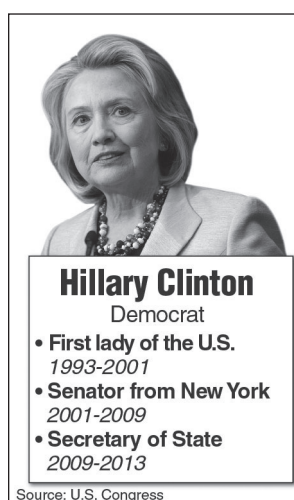 Hillary Clinton
Democrat
• First lady of the U.S.
1993-2001
• Senator from New York
2001-2009
• Secretary of State
2009-2013
Source: U.S. Congress